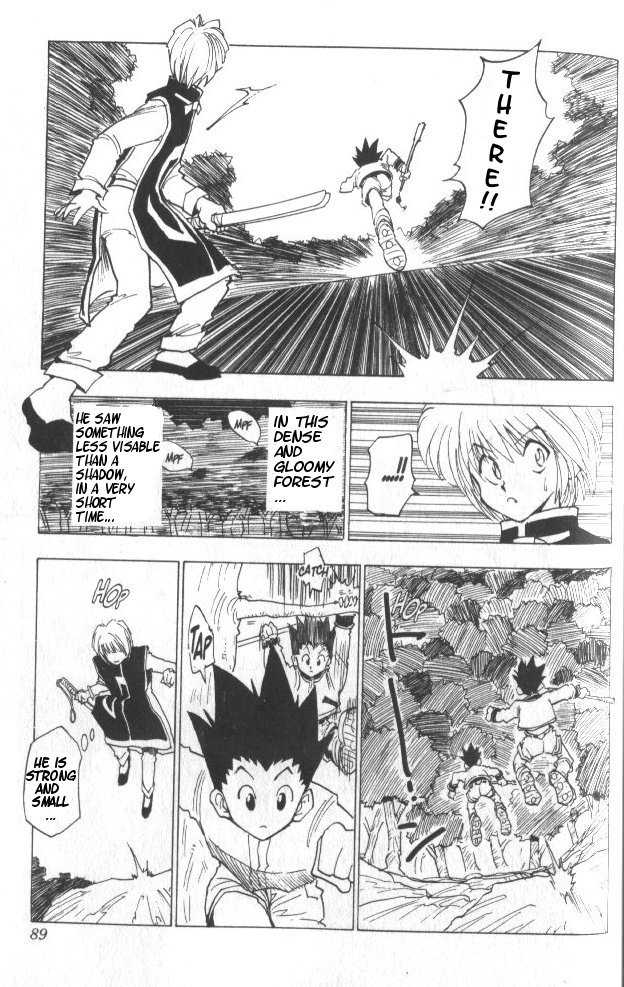 THERE!!
...!!
IN THIS
DENSE
AND
GLOOMY
FOREST
...
MPF
MPF
HE SAW
SOMETHING
LESS VISABLE
THAN A
SHADOW,
IN A VERY
SHORT
TIME...
HOP
CATCH
TAP
HOP
HE IS
STRONG
AND
SMALL
...
89